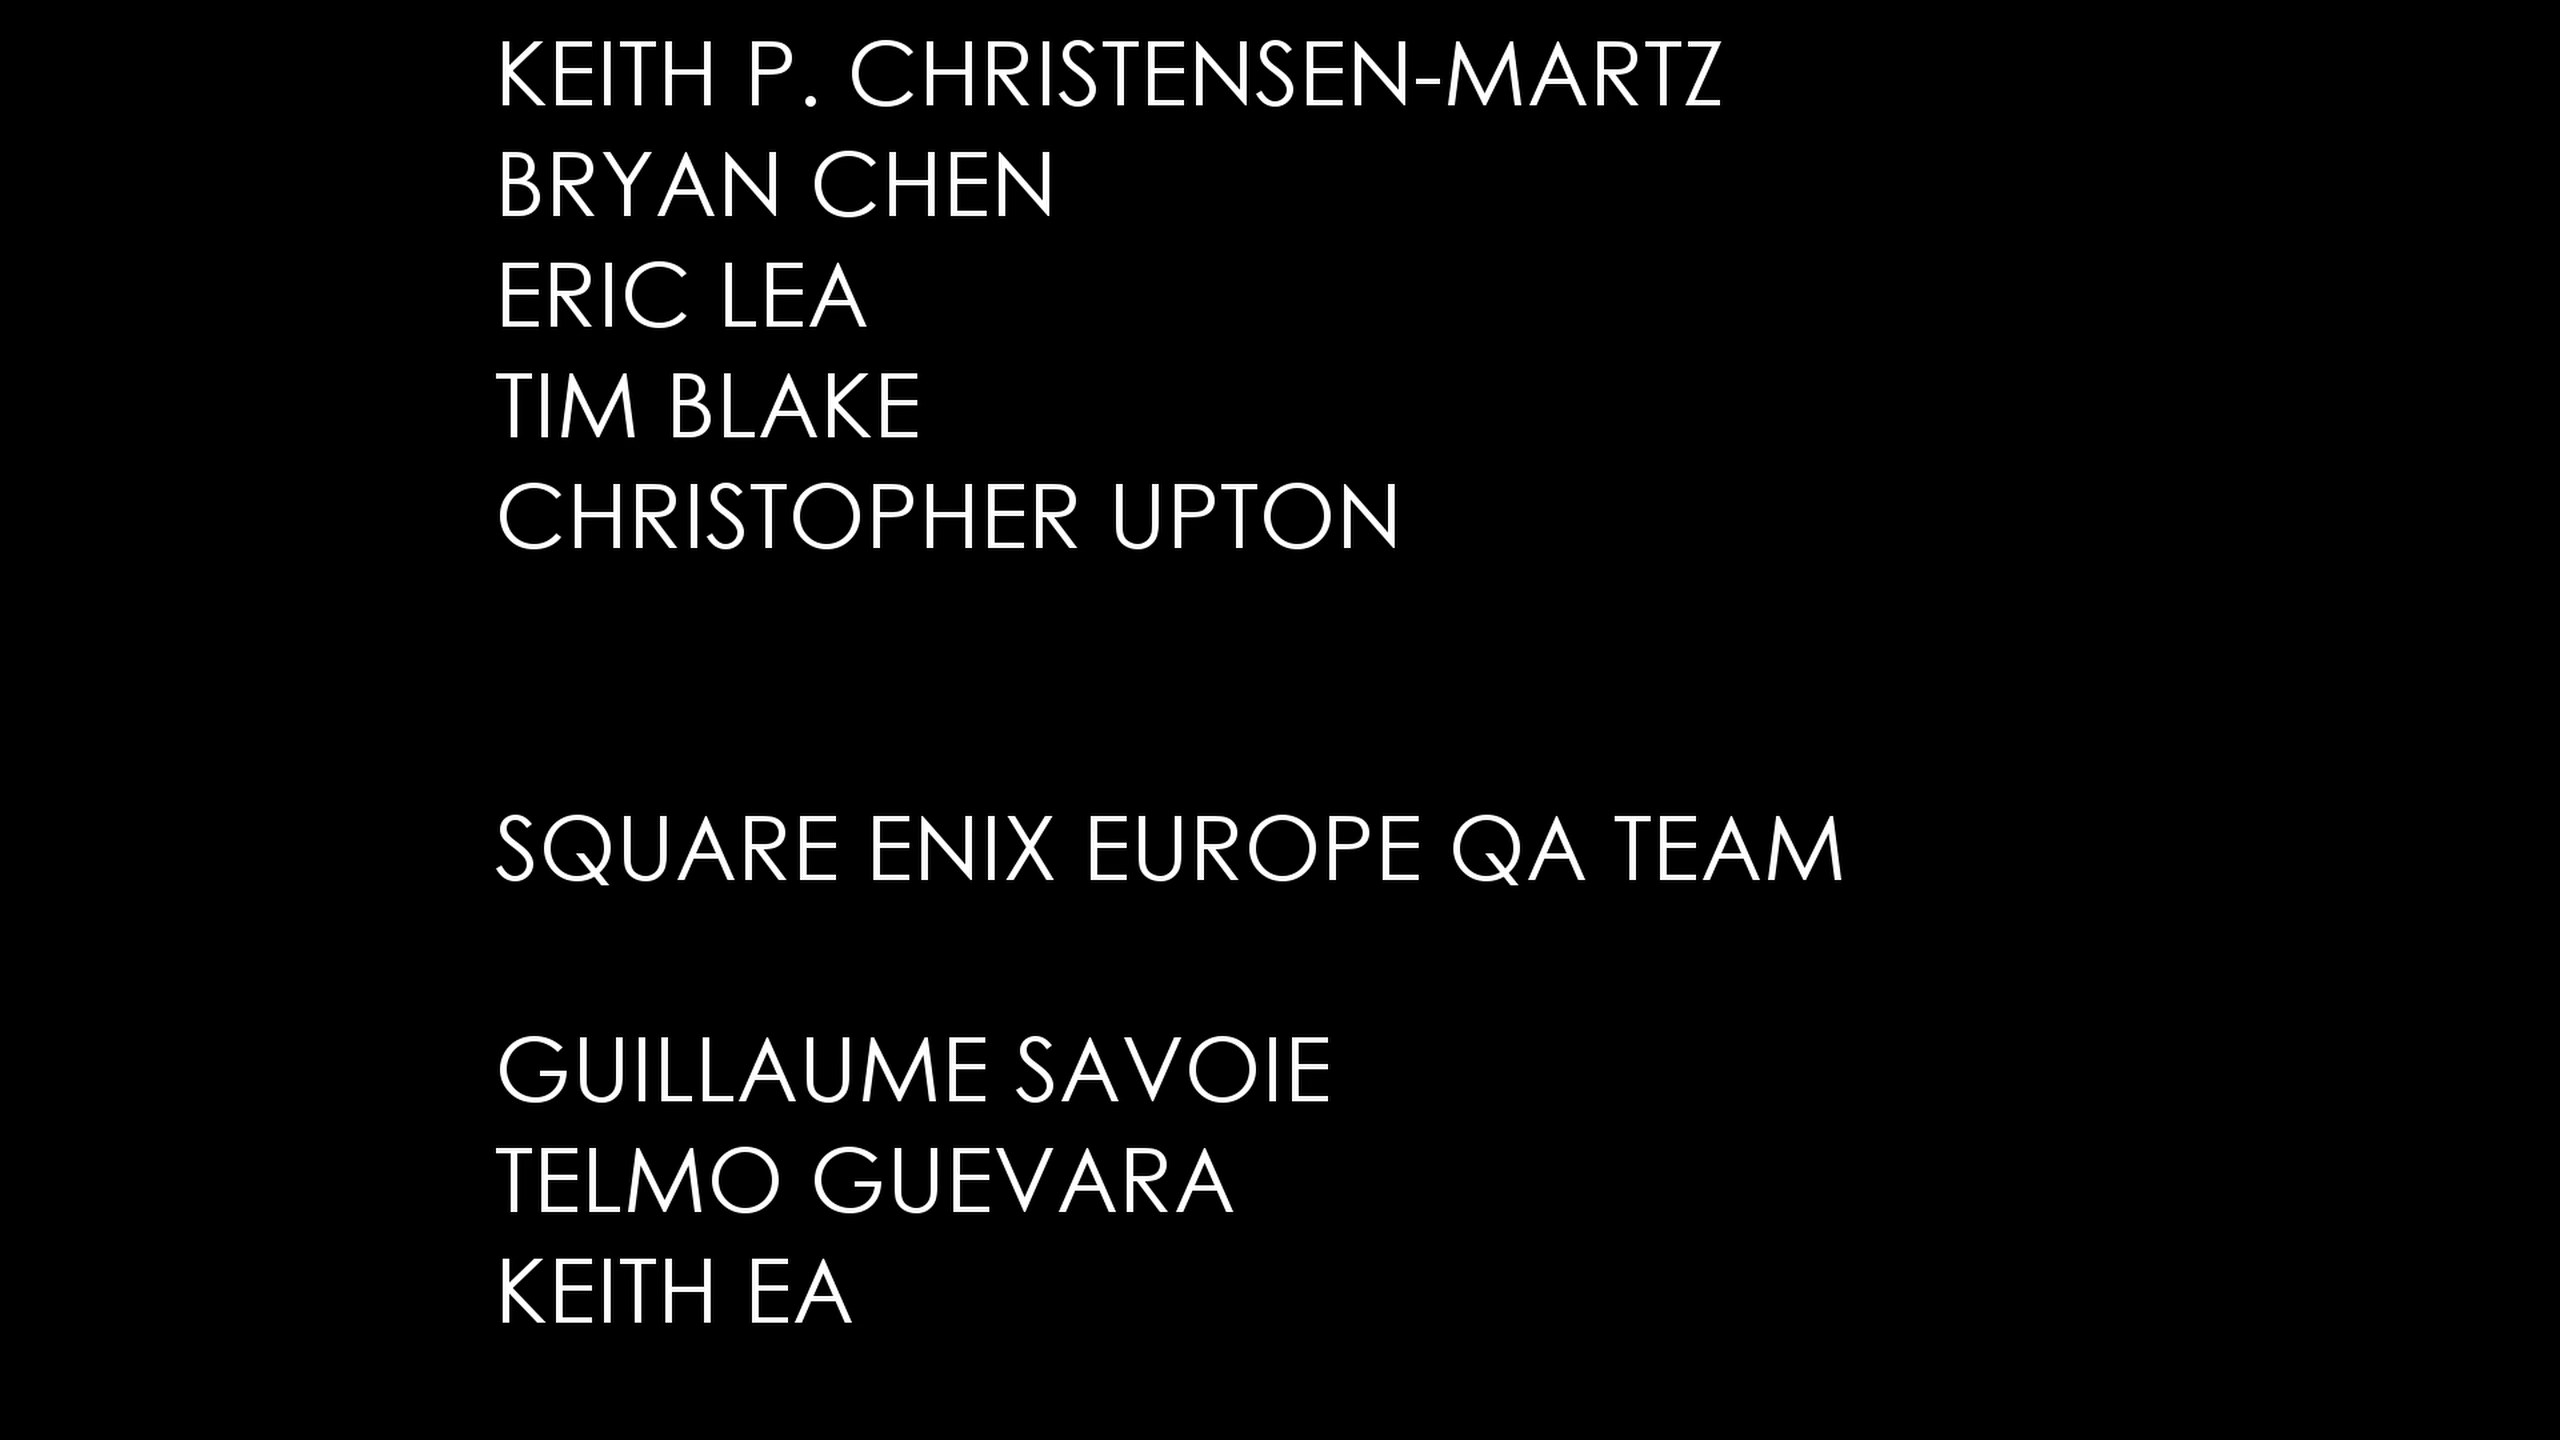 KEITH P. CHRISTENSEN-MARTZ
BRYAN CHEN
ERIC LEA
TIM BLAKE
CHRISTOPHER UPTON
SQUARE ENIX EUROPE QA TEAM
GUILLAUME SAVOIE
TELMO GUEVARA
KEITH EA